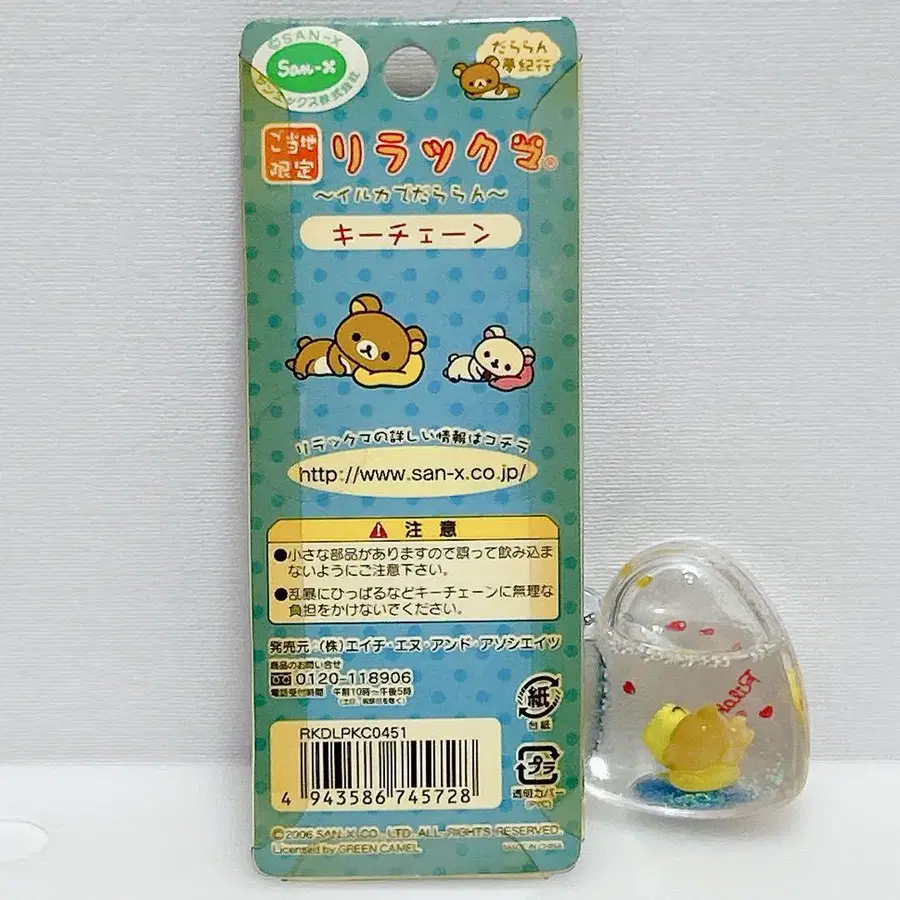 ©SAN-X
San-X
サンエックス株式会社
だららん
夢紀行
ご当地
限定
リラックマ®
～イルカでだららん～
キーチェーン
リラックマの詳しい情報はコチラ
http://www.san-x.co.jp/
注意
●小さな部品がありますので誤って飲み込ま
ないようにご注意下さい。
●乱暴にひっぱるなどキーチェーンに無理な
負担をかけないでください。
発売元：(株)エイチ・エヌ・アンド・アソシエイツ
商品のお問い合せ
0120-118906
電話受付時間 午前10時～午後5時
(土日、祝祭日を除く)
紙
台紙
RKDLPKC0451
4 943586 745728
プラ
透明カバー
(PVC)
©2006 SAN-X CO., LTD. ALL RIGHTS RESERVED.
Licensed by GREEN CAMEL.
MADE IN CHINA